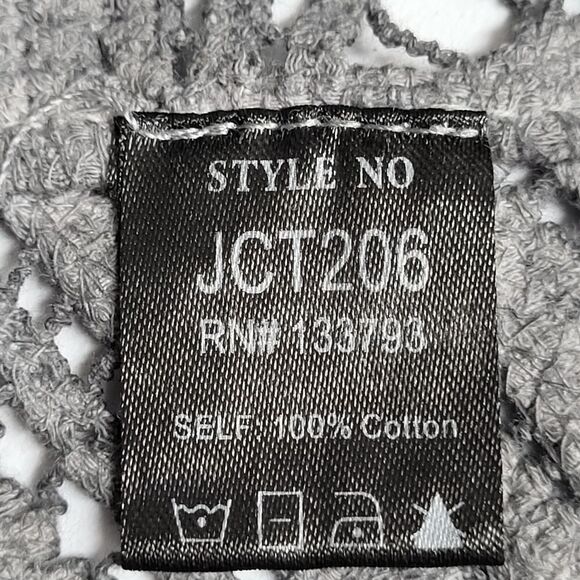 STYLE NO
JCT206
RN# 133793
SELF: 100% Cotton